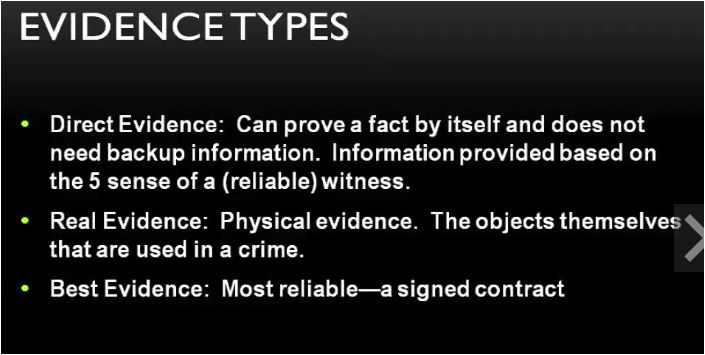 EVIDENCE TYPES
• Direct Evidence: Can prove a fact by itself and does not
need backup information. Information provided based on
the 5 sense of a (reliable) witness.
• Real Evidence: Physical evidence. The objects themselves
that are used in a crime.
• Best Evidence: Most reliable—a signed contract